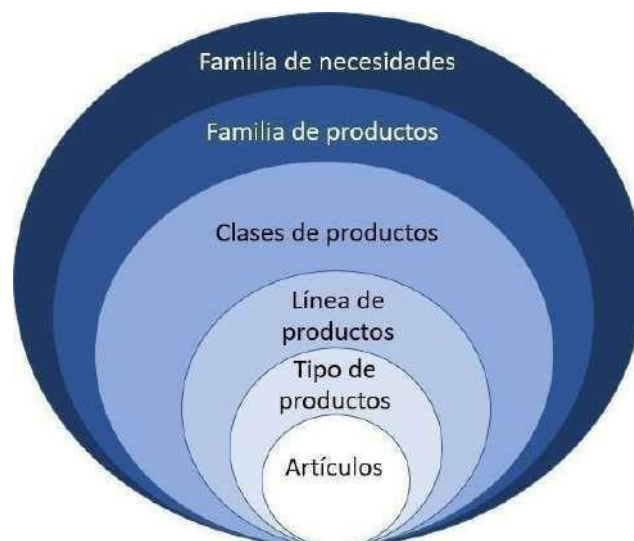 Familia de necesidades
Familia de productos
Clases de productos
Línea de
productos
Tipo de
productos
Artículos